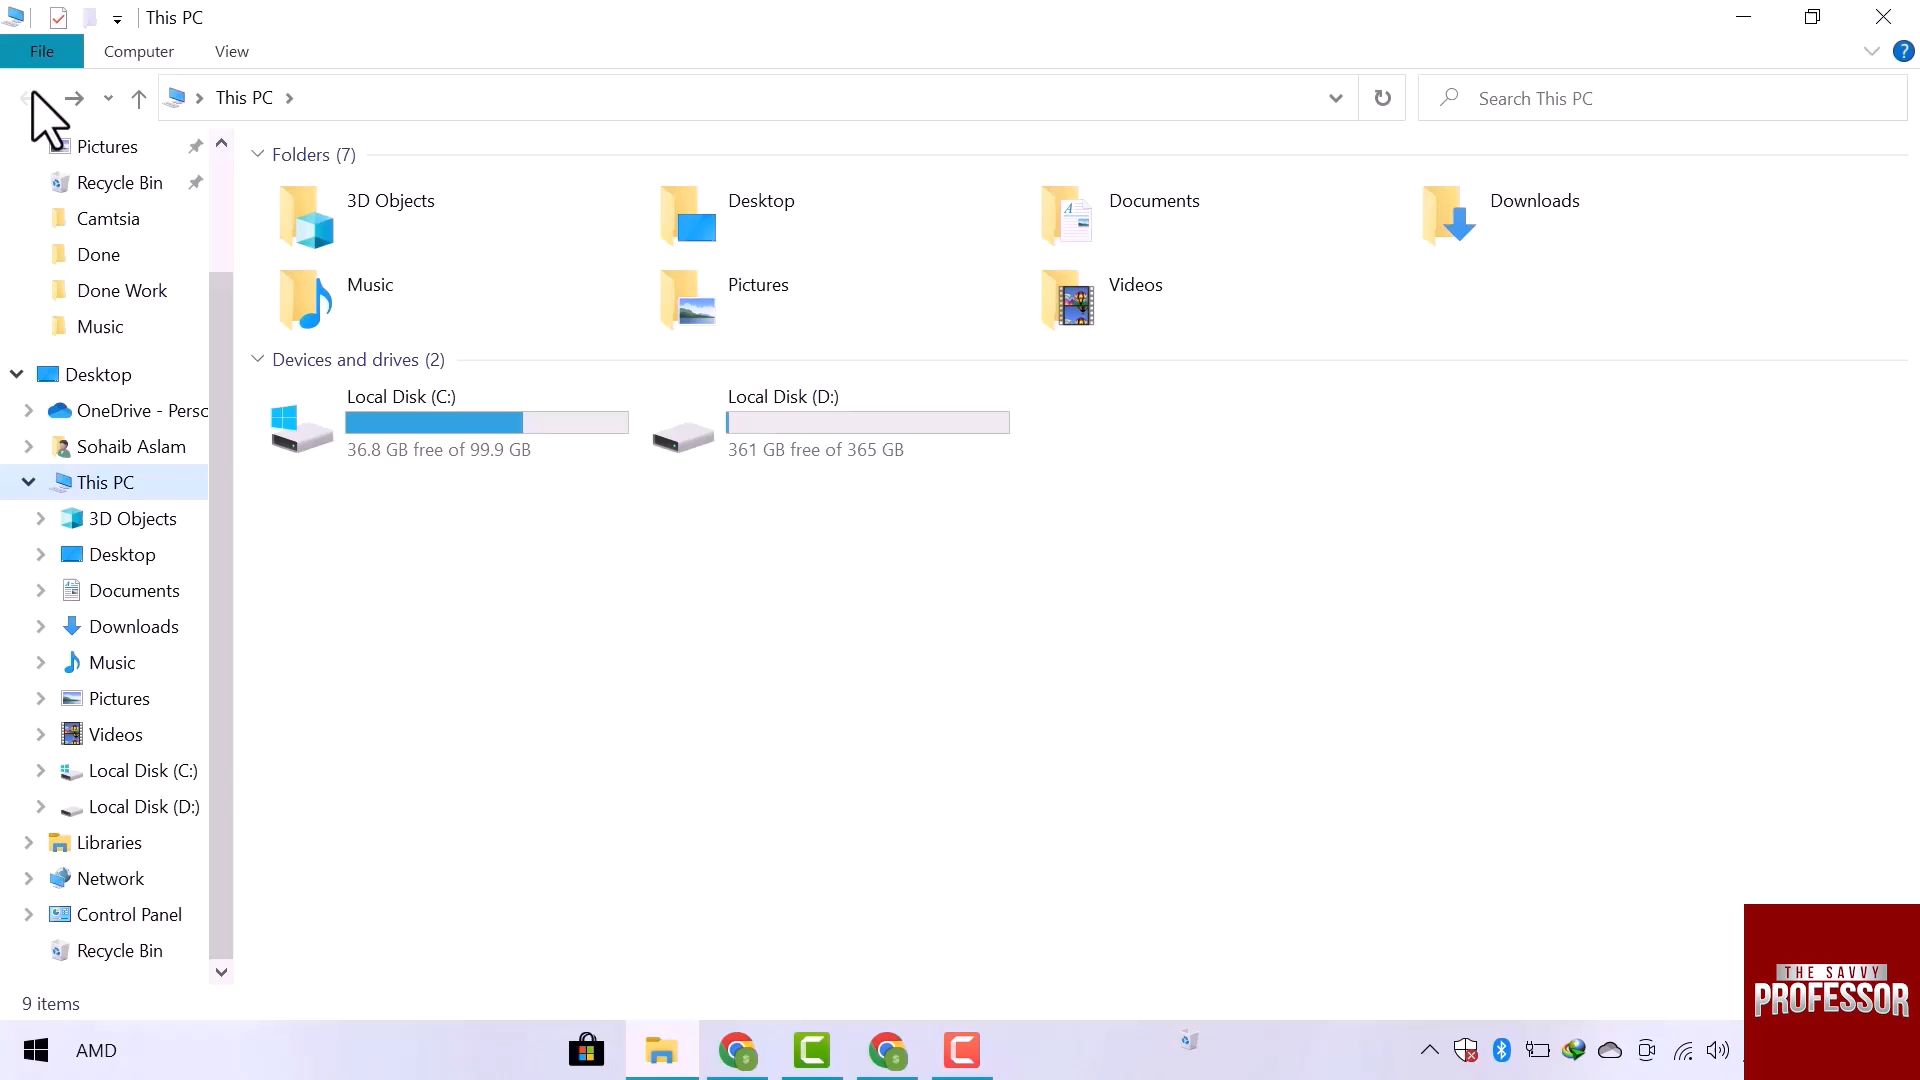 This PC
File
Computer
View
This PC
Search This PC
Pictures
Recycle Bin
Camtsia
Done
Done Work
Music
Desktop
OneDrive - Persc
Sohaib Aslam
This PC
3D Objects
Desktop
Documents
Downloads
Music
Pictures
Videos
Local Disk (C:)
Local Disk (D:)
Libraries
Network
Control Panel
Recycle Bin
Folders (7)
3D Objects
Desktop
Documents
Downloads
Music
Pictures
Videos
Devices and drives (2)
Local Disk (C:)
36.8 GB free of 99.9 GB
Local Disk (D:)
361 GB free of 365 GB
9 items
AMD
THE SAVVY
PROFESSOR